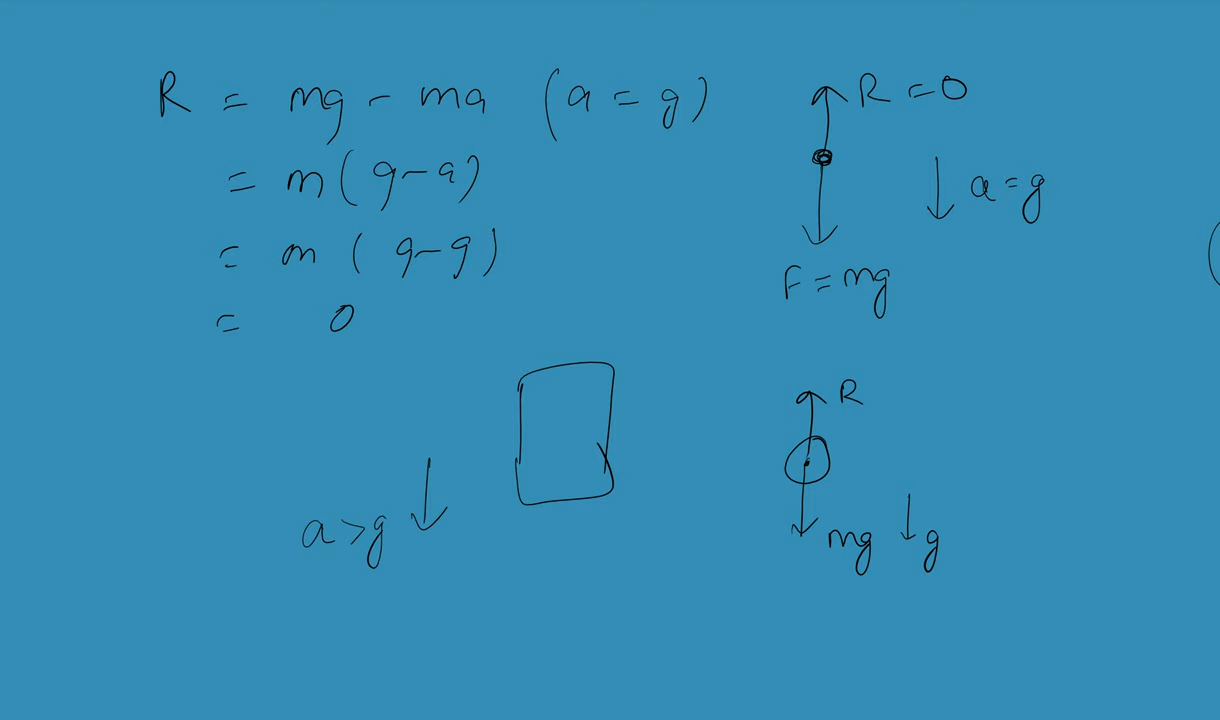 R = mg - ma (a = g)
= m(g-a)
= m (g-g)
= 0
R = 0
a = g
F = mg
a > g
R
mg
g